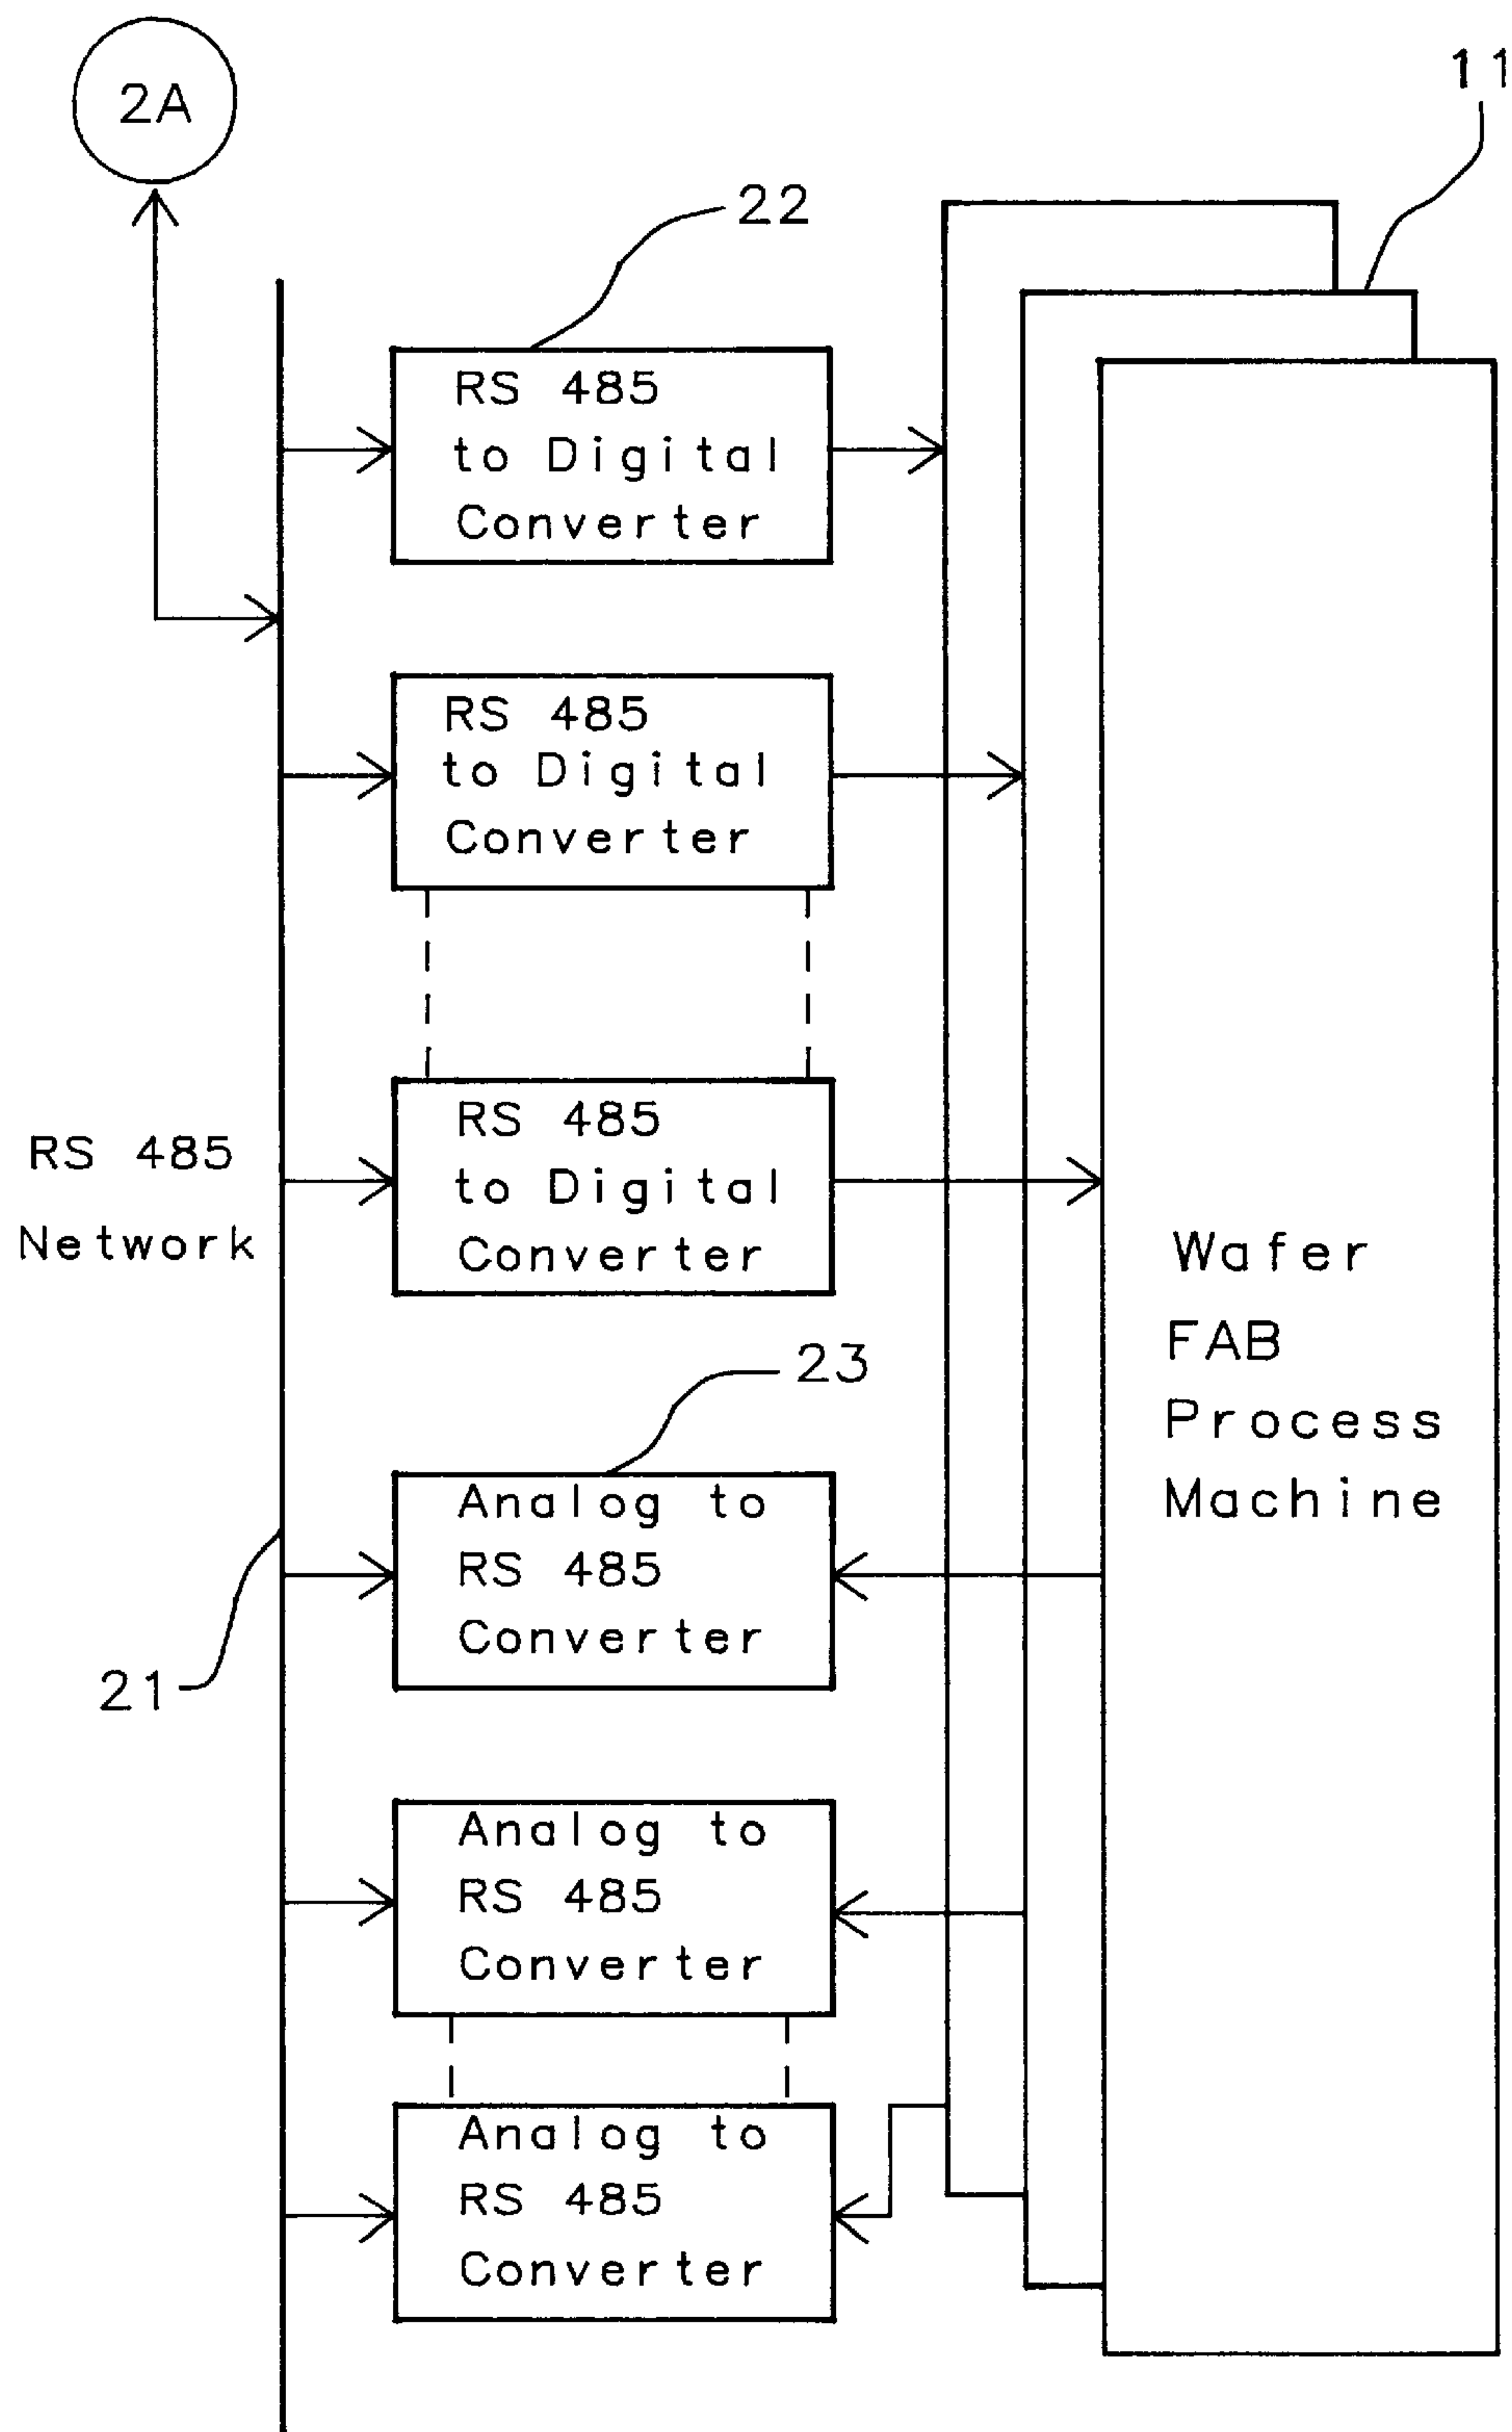 2A
11
22
RS 485
to Digital
Converter
RS 485
to Digital
Converter
RS 485
to Digital
Converter
RS 485
Network
Wafer
FAB
Process
Machine
23
Analog to
RS 485
Converter
21
Analog to
RS 485
Converter
Analog to
RS 485
Converter